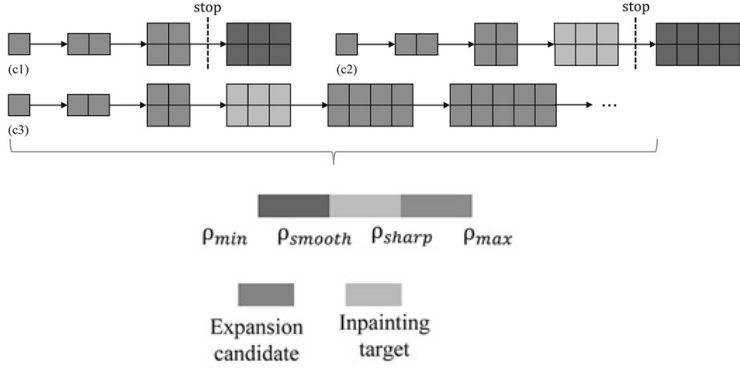 stop
stop
(c1)
(c2)
(c3)
...
ρmin ρsmooth ρsharp ρmax
Expansion candidate
Inpainting target